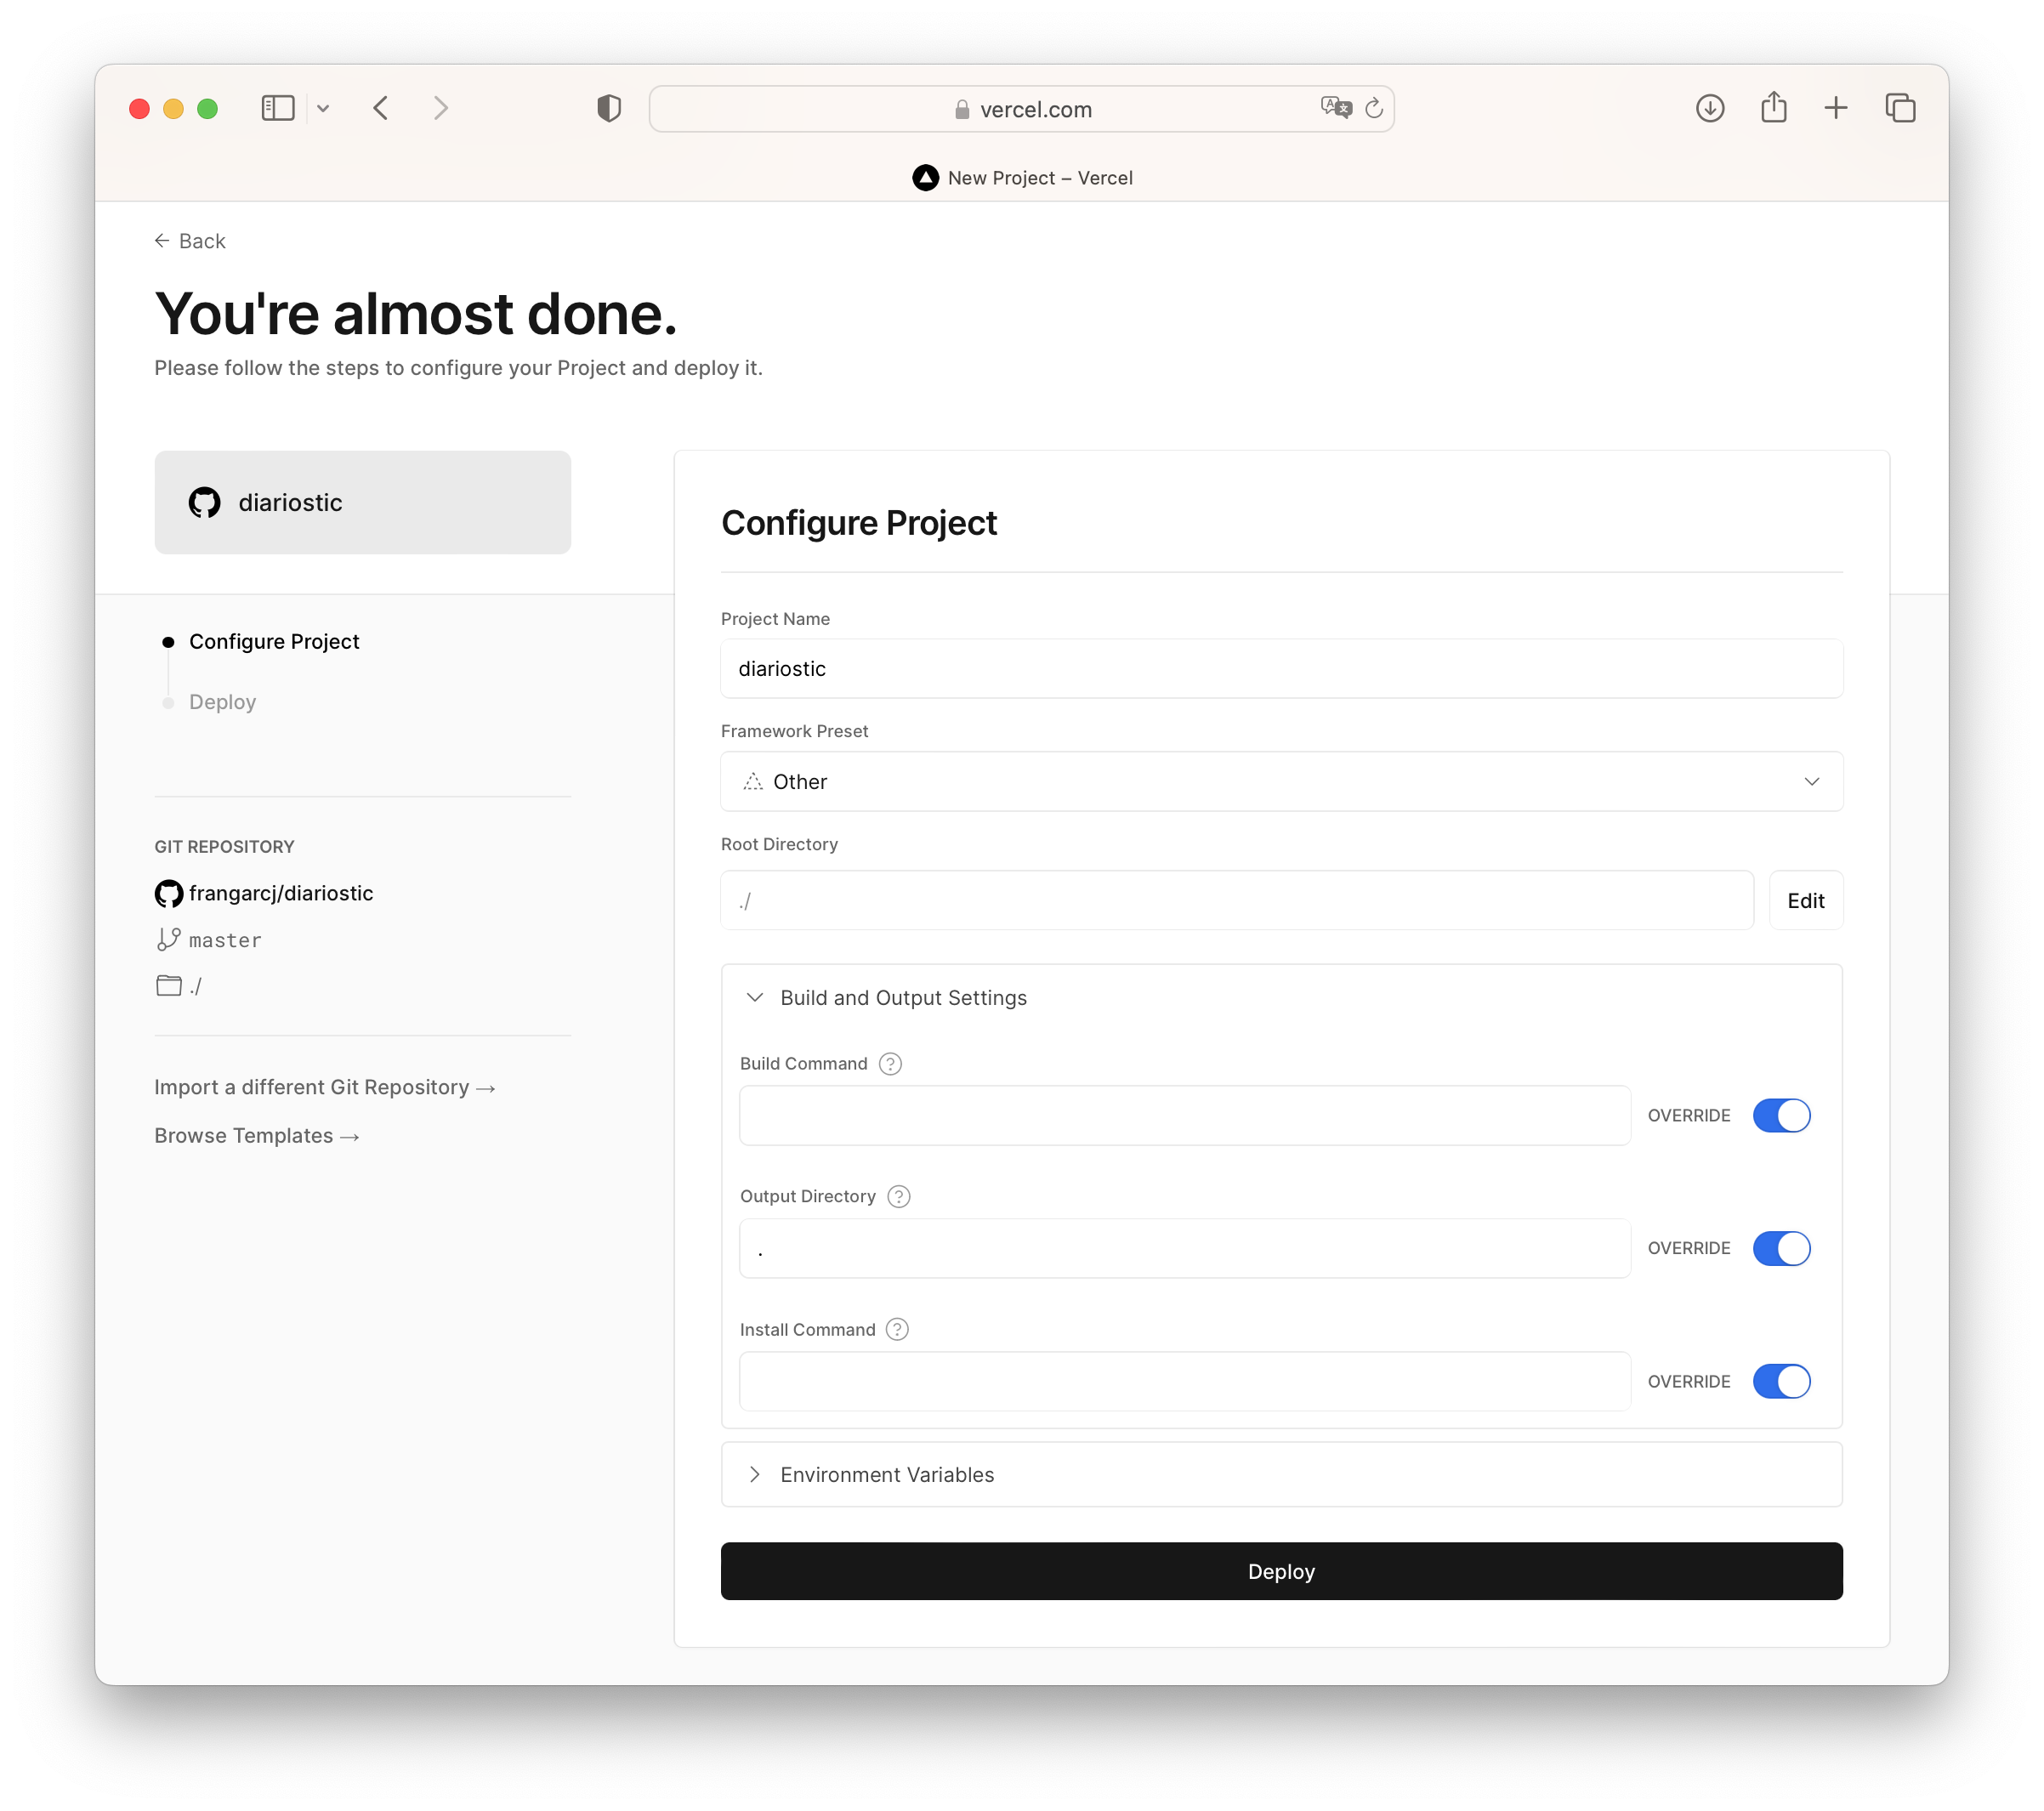 vercel.com
New Project – Vercel
← Back
You're almost done.
Please follow the steps to configure your Project and deploy it.
diariostic
Configure Project
Deploy
GIT REPOSITORY
frangarcj/diariostic
master
./
Import a different Git Repository →
Browse Templates →
Configure Project
Project Name
diariostic
Framework Preset
Other
Root Directory
./
Edit
Build and Output Settings
Build Command ?
OVERRIDE
Output Directory ?
.
OVERRIDE
Install Command ?
OVERRIDE
Environment Variables
Deploy